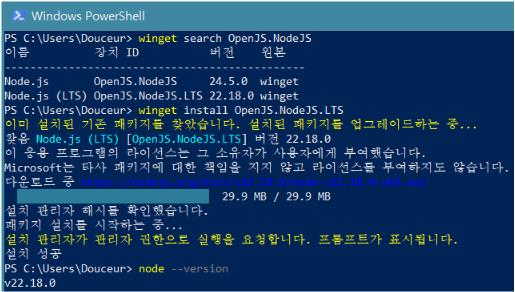 Windows PowerShell
PS C:\Users\Douceur> winget search OpenJS.NodeJS
이름 장치 ID 버전 원본
------------------------------------------------
Node.js OpenJS.NodeJS 24.5.0 winget
Node.js (LTS) OpenJS.NodeJS.LTS 22.18.0 winget
PS C:\Users\Douceur> winget install OpenJS.NodeJS.LTS
이미 설치된 기존 패키지를 찾았습니다. 설치된 패키지를 업그레이드하는 중...
찾음 Node.js (LTS) [OpenJS.NodeJS.LTS] 버전 22.18.0
이 응용 프로그램의 라이선스는 그 소유자가 사용자에게 부여했습니다.
Microsoft는 타사 패키지에 대한 책임을 지지 않고 라이선스를 부여하지도 않습니다.
다운로드 중
29.9 MB / 29.9 MB
설치 관리자 해시를 확인했습니다.
패키지 설치를 시작하는 중...
설치 관리자가 관리자 권한으로 실행을 요청합니다. 프롬프트가 표시됩니다.
설치 성공
PS C:\Users\Douceur> node --version
v22.18.0